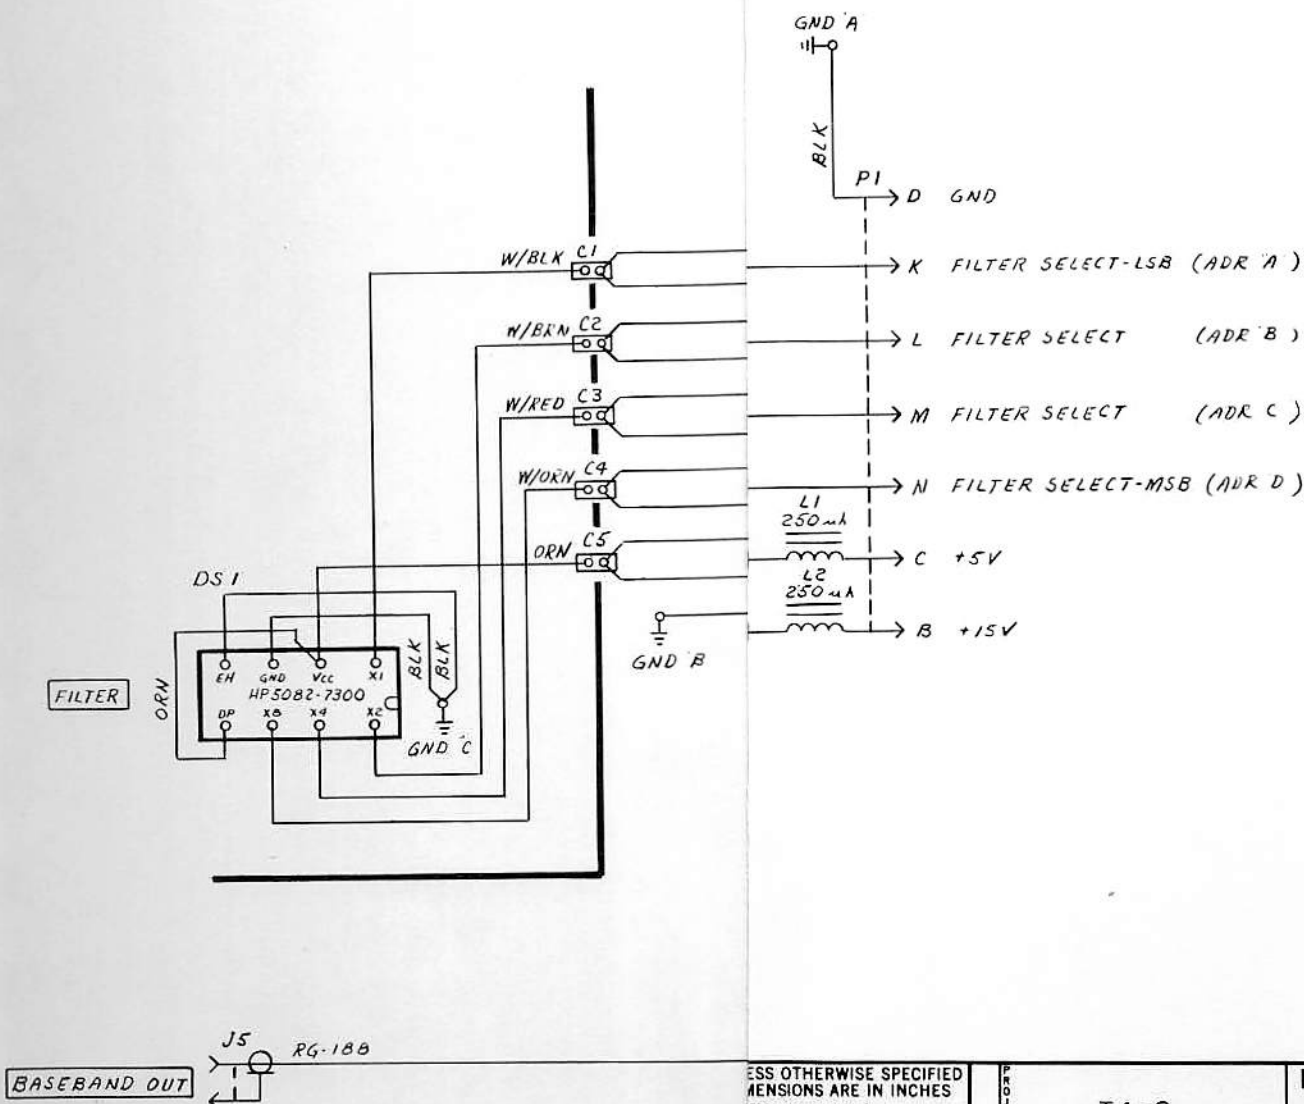 GND A
BLK
P1
D GND
W/BLK C1
K FILTER SELECT-LSB (ADR A)
W/BRN C2
L FILTER SELECT (ADR B)
W/RED C3
M FILTER SELECT (ADR C)
W/ORN C4
N FILTER SELECT-MSB (ADR D)
L1
250 uh
ORN C5
C +5V
L2
250 uh
B +15V
GND B
DS1
FILTER
ORN
EH GND VCC X1
HP5082-7300
DP X8 X4 X2
BLK
BLK
GND C
J5
RG-188
BASEBAND OUT
ESS OTHERWISE SPECIFIED
MENSIONS ARE IN INCHES
P
R
O